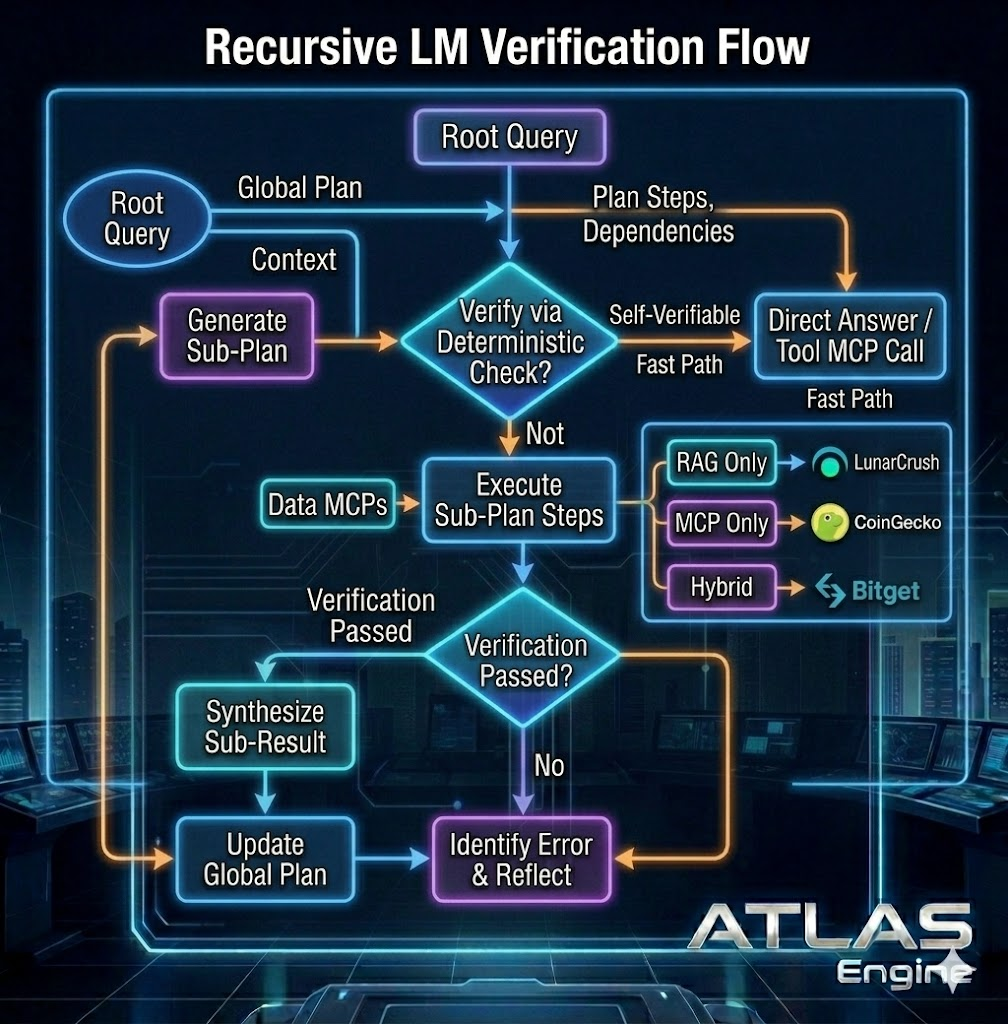 Recursive LM Verification Flow
Root Query
Root
Query
Global Plan
Plan Steps,
Dependencies
Context
Generate
Sub-Plan
Verify via
Deterministic
Check?
Self-Verifiable
Fast Path
Direct Answer /
Tool MCP Call
Fast Path
Not
Data MCPs
Execute
Sub-Plan Steps
RAG Only
LunarCrush
MCP Only
CoinGecko
Hybrid
Bitget
Verification
Passed
Verification
Passed?
Synthesize
Sub-Result
No
Update
Global Plan
Identify Error
& Reflect
ATLAS
Engine